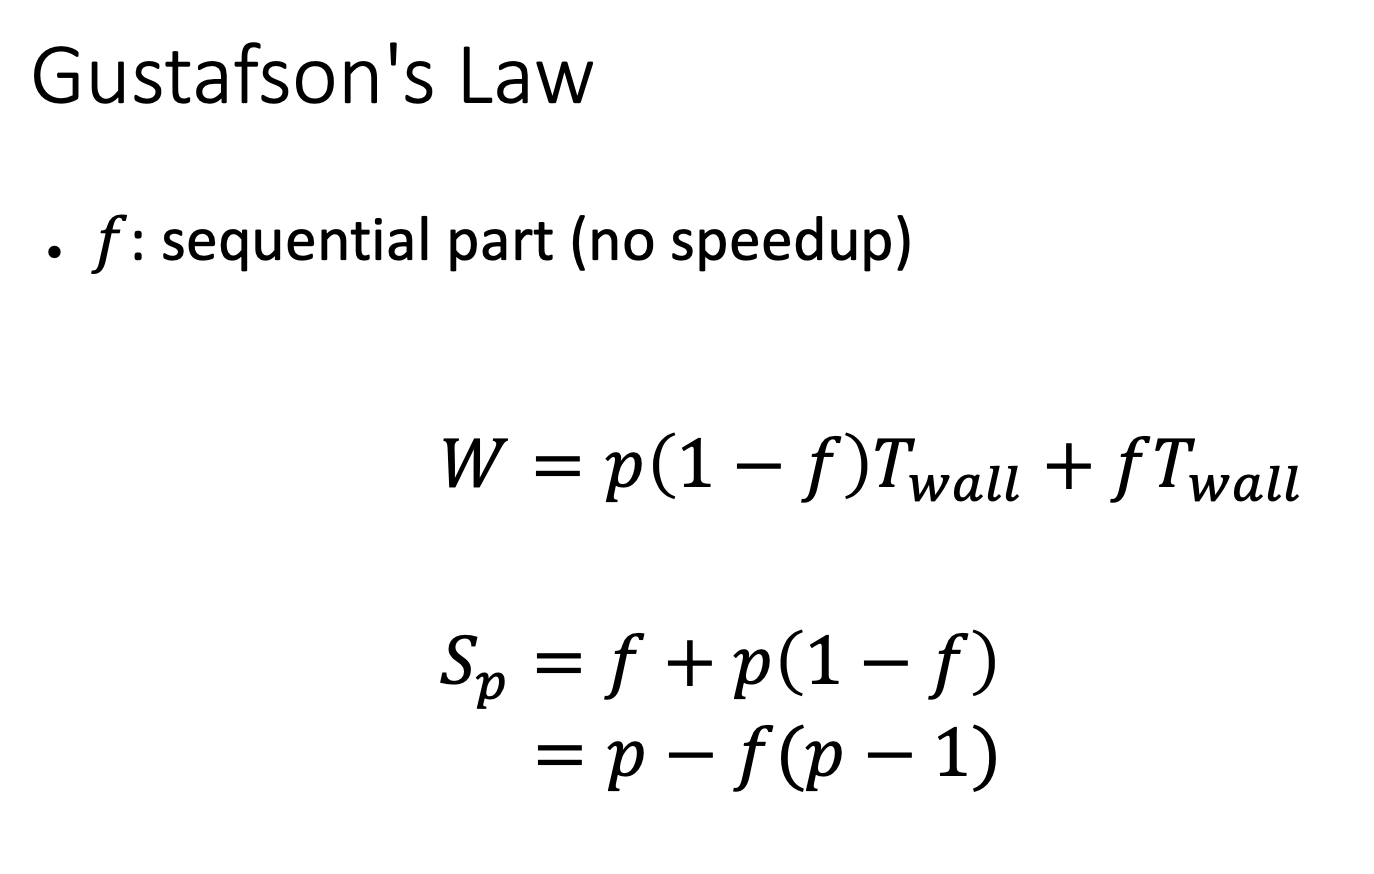 Gustafson's Law
• f: sequential part (no speedup)
W = p(1 − f)T_wall + fT_wall
S_p = f + p(1 − f)
= p − f(p − 1)